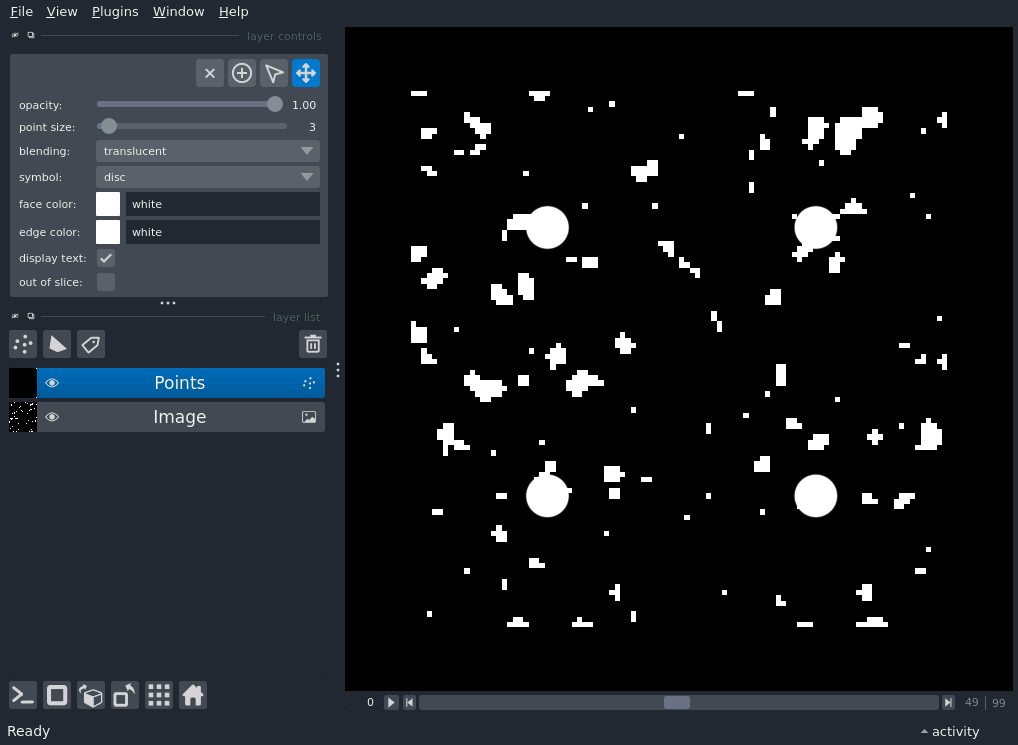 File View Plugins Window Help
layer controls
opacity: 1.00
point size: 3
blending: translucent
symbol: disc
face color: white
edge color: white
display text:
out of slice:
layer list
Points
Image
0 49 99
Ready activity